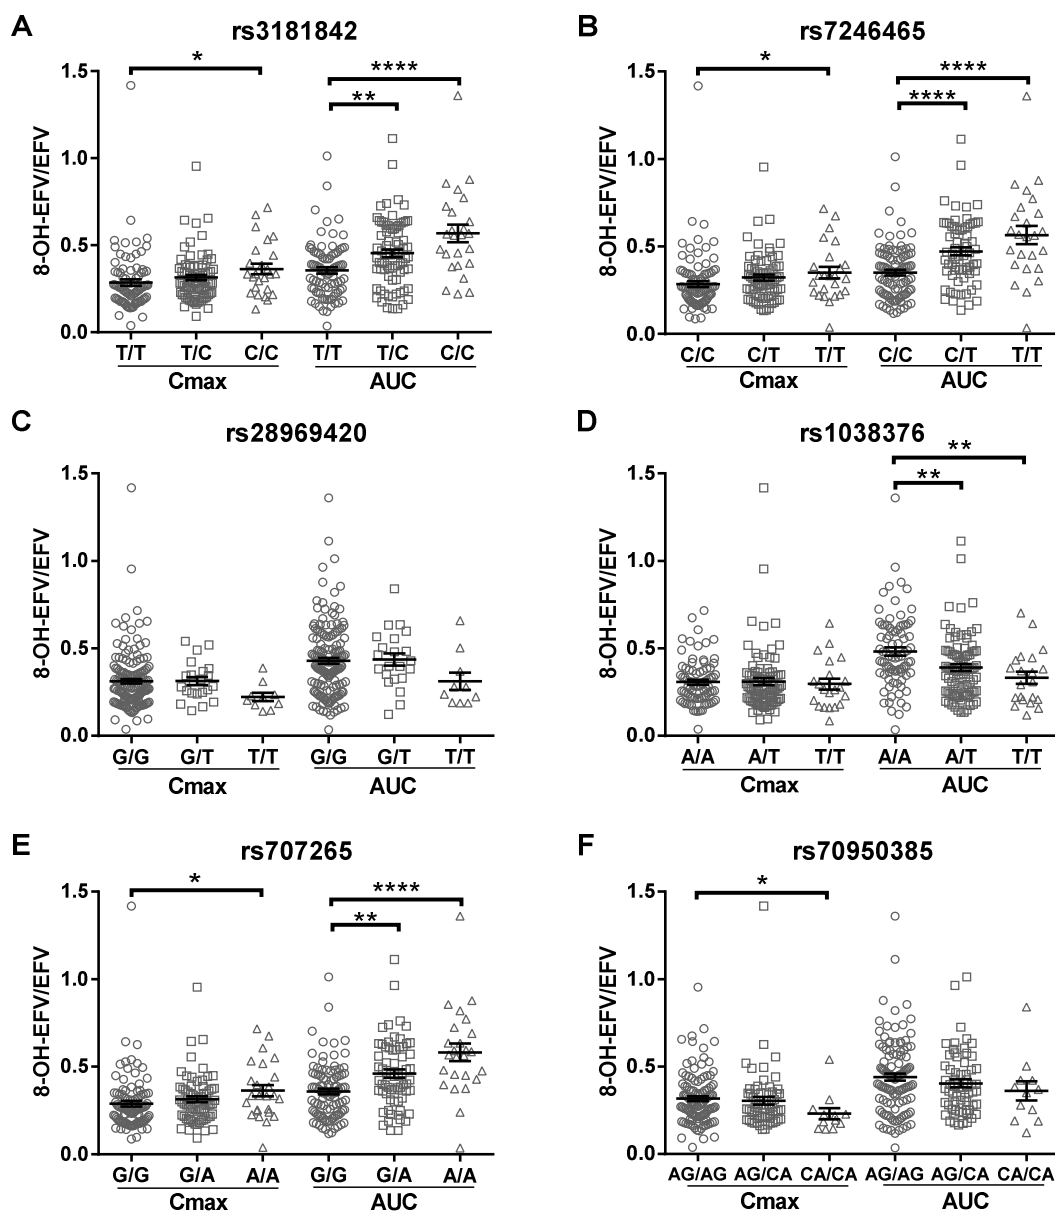 A
rs3181842
8-OH-EFV/EFV
1.5
1.0
0.5
0.0
*
**
****
T/T T/C C/C T/T T/C C/C
Cmax AUC
B
rs7246465
8-OH-EFV/EFV
1.5
1.0
0.5
0.0
*
****
****
C/C C/T T/T C/C C/T T/T
Cmax AUC
C
rs28969420
8-OH-EFV/EFV
1.5
1.0
0.5
0.0
G/G G/T T/T G/G G/T T/T
Cmax AUC
D
rs1038376
8-OH-EFV/EFV
1.5
1.0
0.5
0.0
**
**
A/A A/T T/T A/A A/T T/T
Cmax AUC
E
rs707265
8-OH-EFV/EFV
1.5
1.0
0.5
0.0
*
****
**
G/G G/A A/A G/G G/A A/A
Cmax AUC
F
rs70950385
8-OH-EFV/EFV
1.5
1.0
0.5
0.0
*
AG/AG AG/CA CA/CA AG/AG AG/CA CA/CA
Cmax AUC